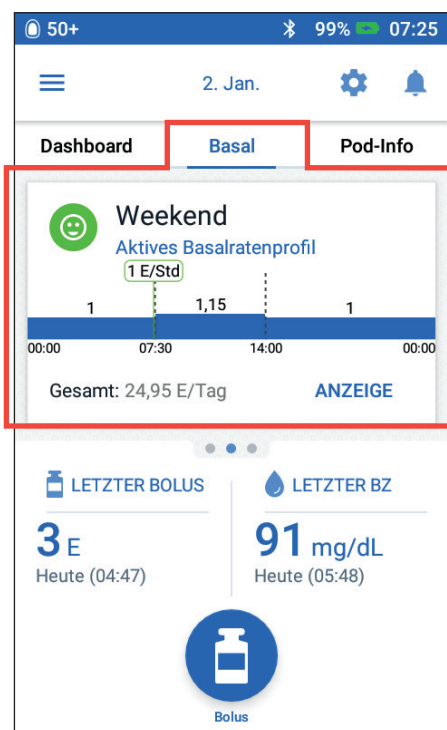 50+ 99% 07:25
2. Jan.
Dashboard Basal Pod-Info
Weekend
Aktives Basalratenprofil
1 E/Std
1 1,15 1
00:00 07:30 14:00 00:00
Gesamt: 24,95 E/Tag ANZEIGE
LETZTER BOLUS LETZTER BZ
3 E 91 mg/dL
Heute (04:47) Heute (05:48)
Bolus